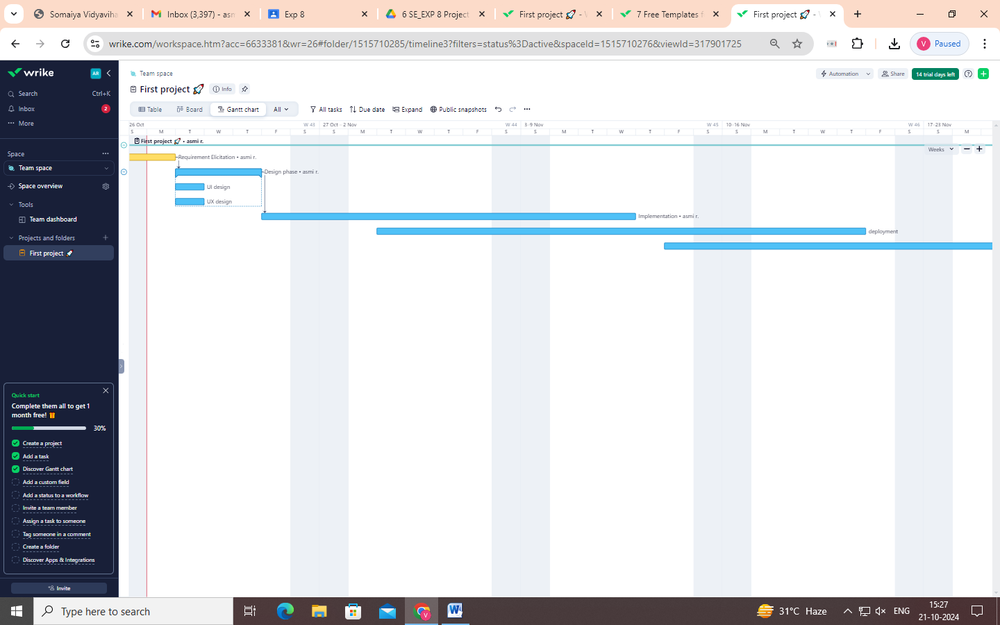 Somaiya Vidyaviha
Inbox (3,397) - asm
Exp 8
6 SE_EXP 8 Project
First project 🚀 - W
7 Free Templates f
First project 🚀 -
wrike.com/workspace.htm?acc=6633381&wr=26#folder/1515710285/timeline3?filters=status%3Dactive&spaceId=1515710276&viewId=317901725
V Paused
wrike AR
Search Ctrl+K
Inbox 2
More
Space
Team space
Space overview
Tools
Team dashboard
Projects and folders
First project 🚀
Quick start
Complete them all to get 1
month free!
30%
Create a project
Add a task
Discover Gantt chart
Add a custom field
Add a status to a workflow
Invite a team member
Assign a task to someone
Tag someone in a comment
Create a folder
Discover Apps & Integrations
Invite
Team space
Automation Share 14 trial days left
First project 🚀 Info
Table Board Gantt chart All All tasks Due date Expand Public snapshots
26 Oct W 43 27 Oct - 2 Nov W 44 3-9 Nov W 45 10-16 Nov W 46 17-23 Nov
S M T W T F S S M T W T F S S M T W T F S S M T W T F S S M
First project 🚀 • asmi r.
Weeks
Requirement Elicitation • asmi r.
Design phase • asmi r.
UI design
UX design
Implementation • asmi r.
deployment
Type here to search
31°C Haze
ENG
15:27
21-10-2024